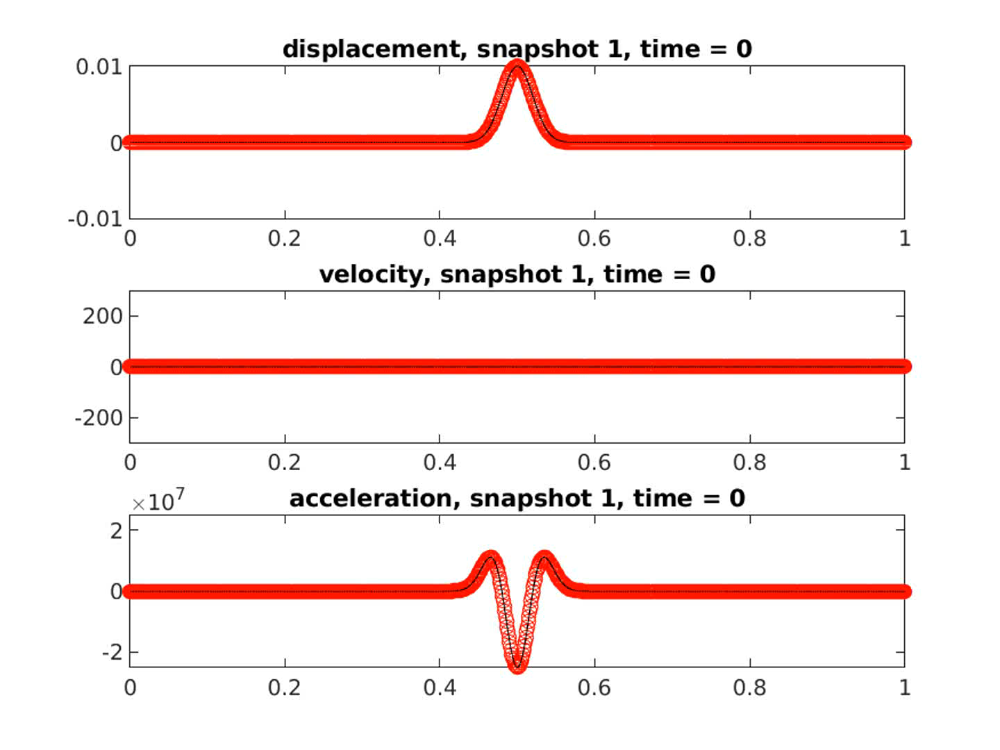 displacement, snapshot 1, time = 0
0.01
0
-0.01
0 0.2 0.4 0.6 0.8 1
velocity, snapshot 1, time = 0
200
0
-200
0 0.2 0.4 0.6 0.8 1
×10⁷ acceleration, snapshot 1, time = 0
2
0
-2
0 0.2 0.4 0.6 0.8 1